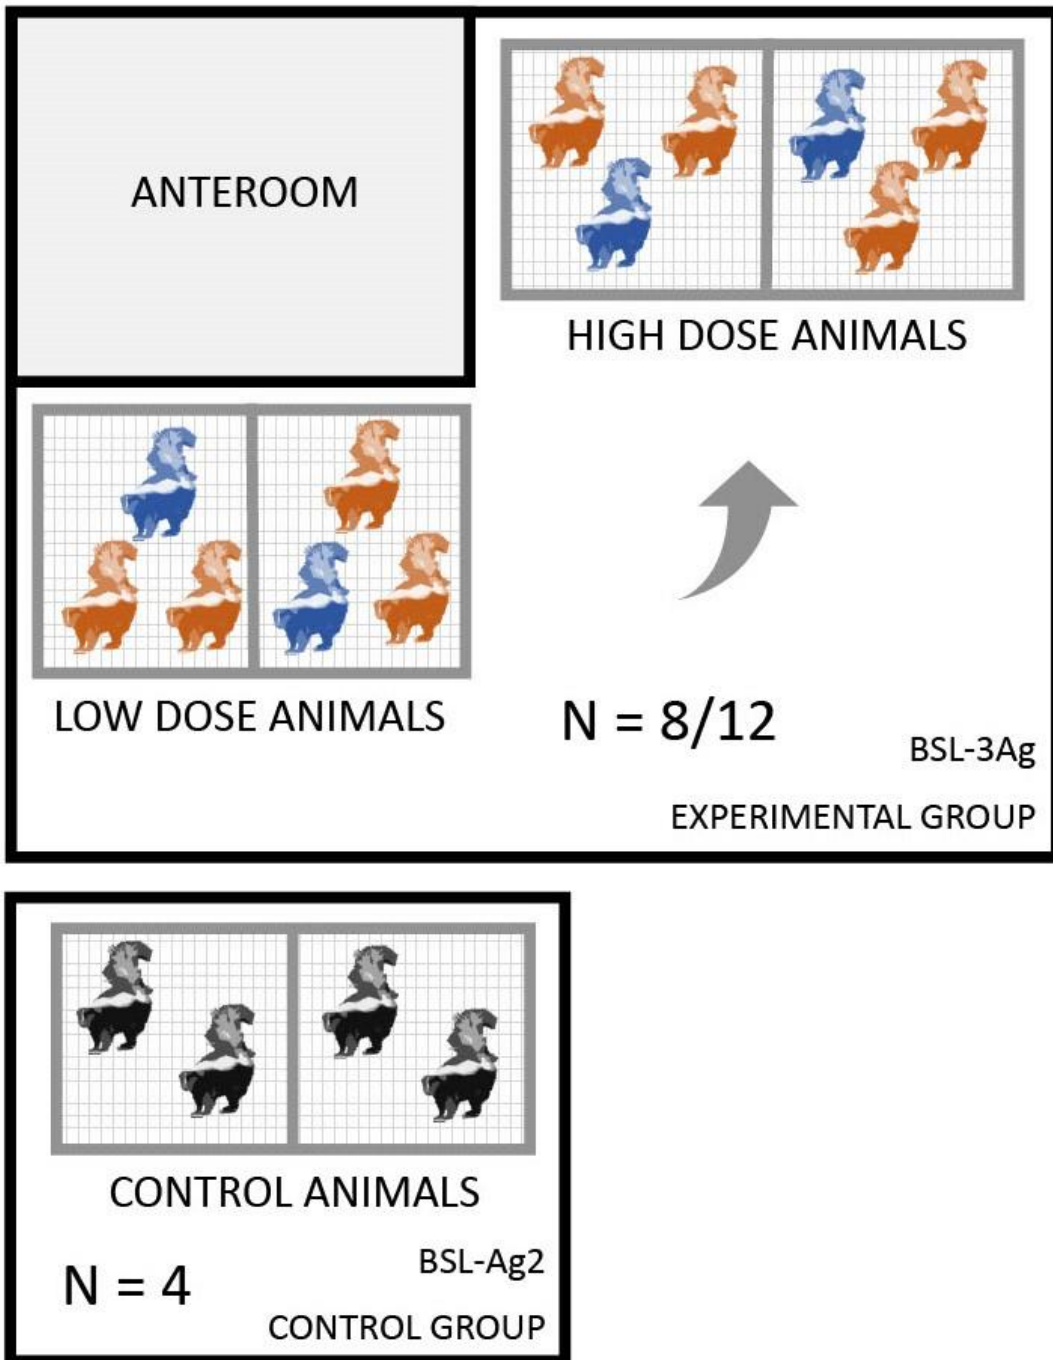 ANTEROOM
HIGH DOSE ANIMALS
LOW DOSE ANIMALS
N = 8/12
BSL-3Ag
EXPERIMENTAL GROUP
CONTROL ANIMALS
BSL-Ag2
N = 4
CONTROL GROUP